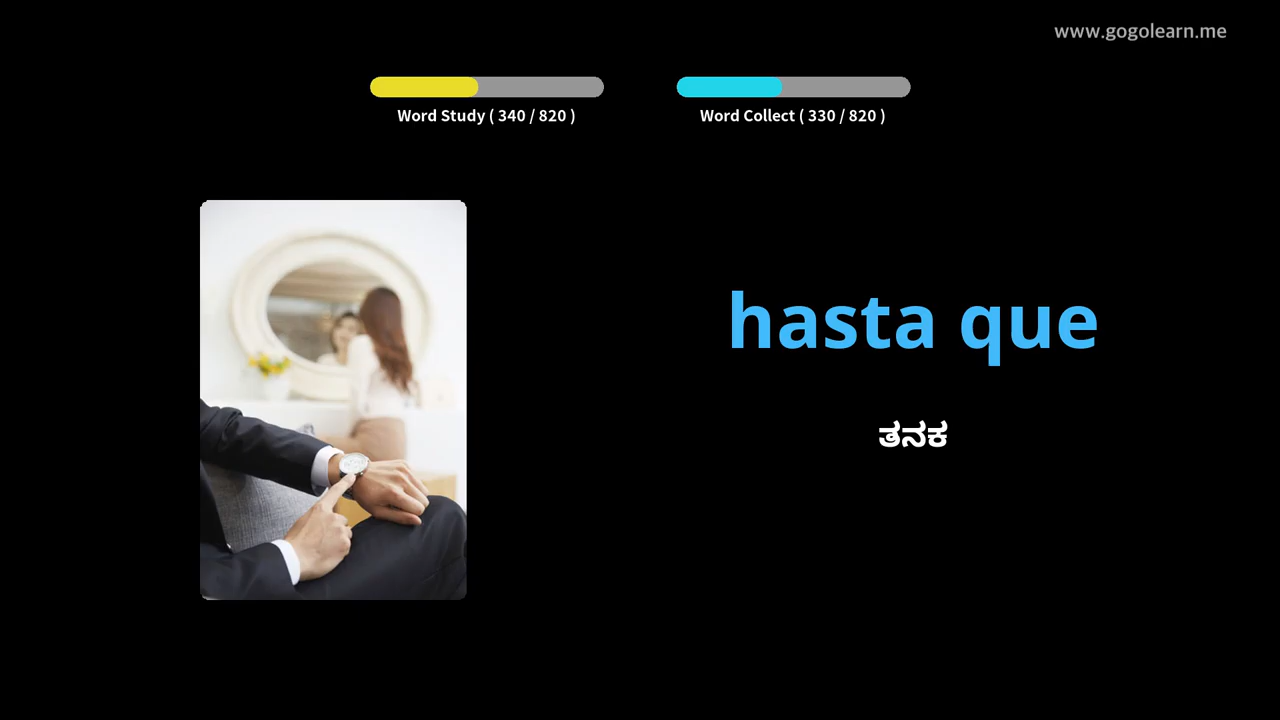 www.gogolearn.me
Word Study ( 340 / 820 )
Word Collect ( 330 / 820 )
hasta que
ತನಕ